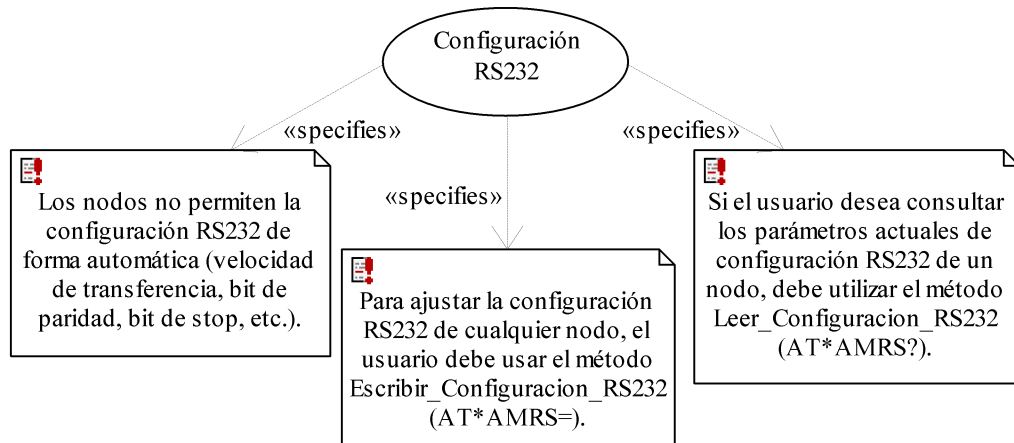 Configuración
RS232
«specifies»
«specifies»
«specifies»
Los nodos no permiten la
configuración RS232 de
forma automática (velocidad
de transferencia, bit de
paridad, bit de stop, etc.).
Para ajustar la configuración
RS232 de cualquier nodo, el
usuario debe usar el método
Escribir_Configuracion_RS232
(AT*AMRS=).
Si el usuario desea consultar
los parámetros actuales de
configuración RS232 de un
nodo, debe utilizar el método
Leer_Configuracion_RS232
(AT*AMRS?).